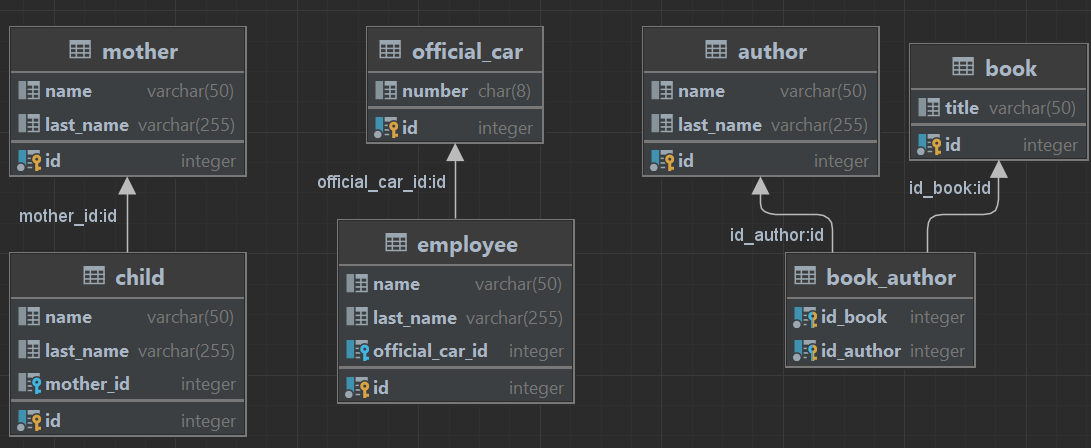 mother
name varchar(50)
last_name varchar(255)
id integer
mother_id:id
child
name varchar(50)
last_name varchar(255)
mother_id integer
id integer
official_car
number char(8)
id integer
official_car_id:id
employee
name varchar(50)
last_name varchar(255)
official_car_id integer
id integer
author
name varchar(50)
last_name varchar(255)
id integer
book
title varchar(50)
id integer
id_author:id
id_book:id
book_author
id_book integer
id_author integer